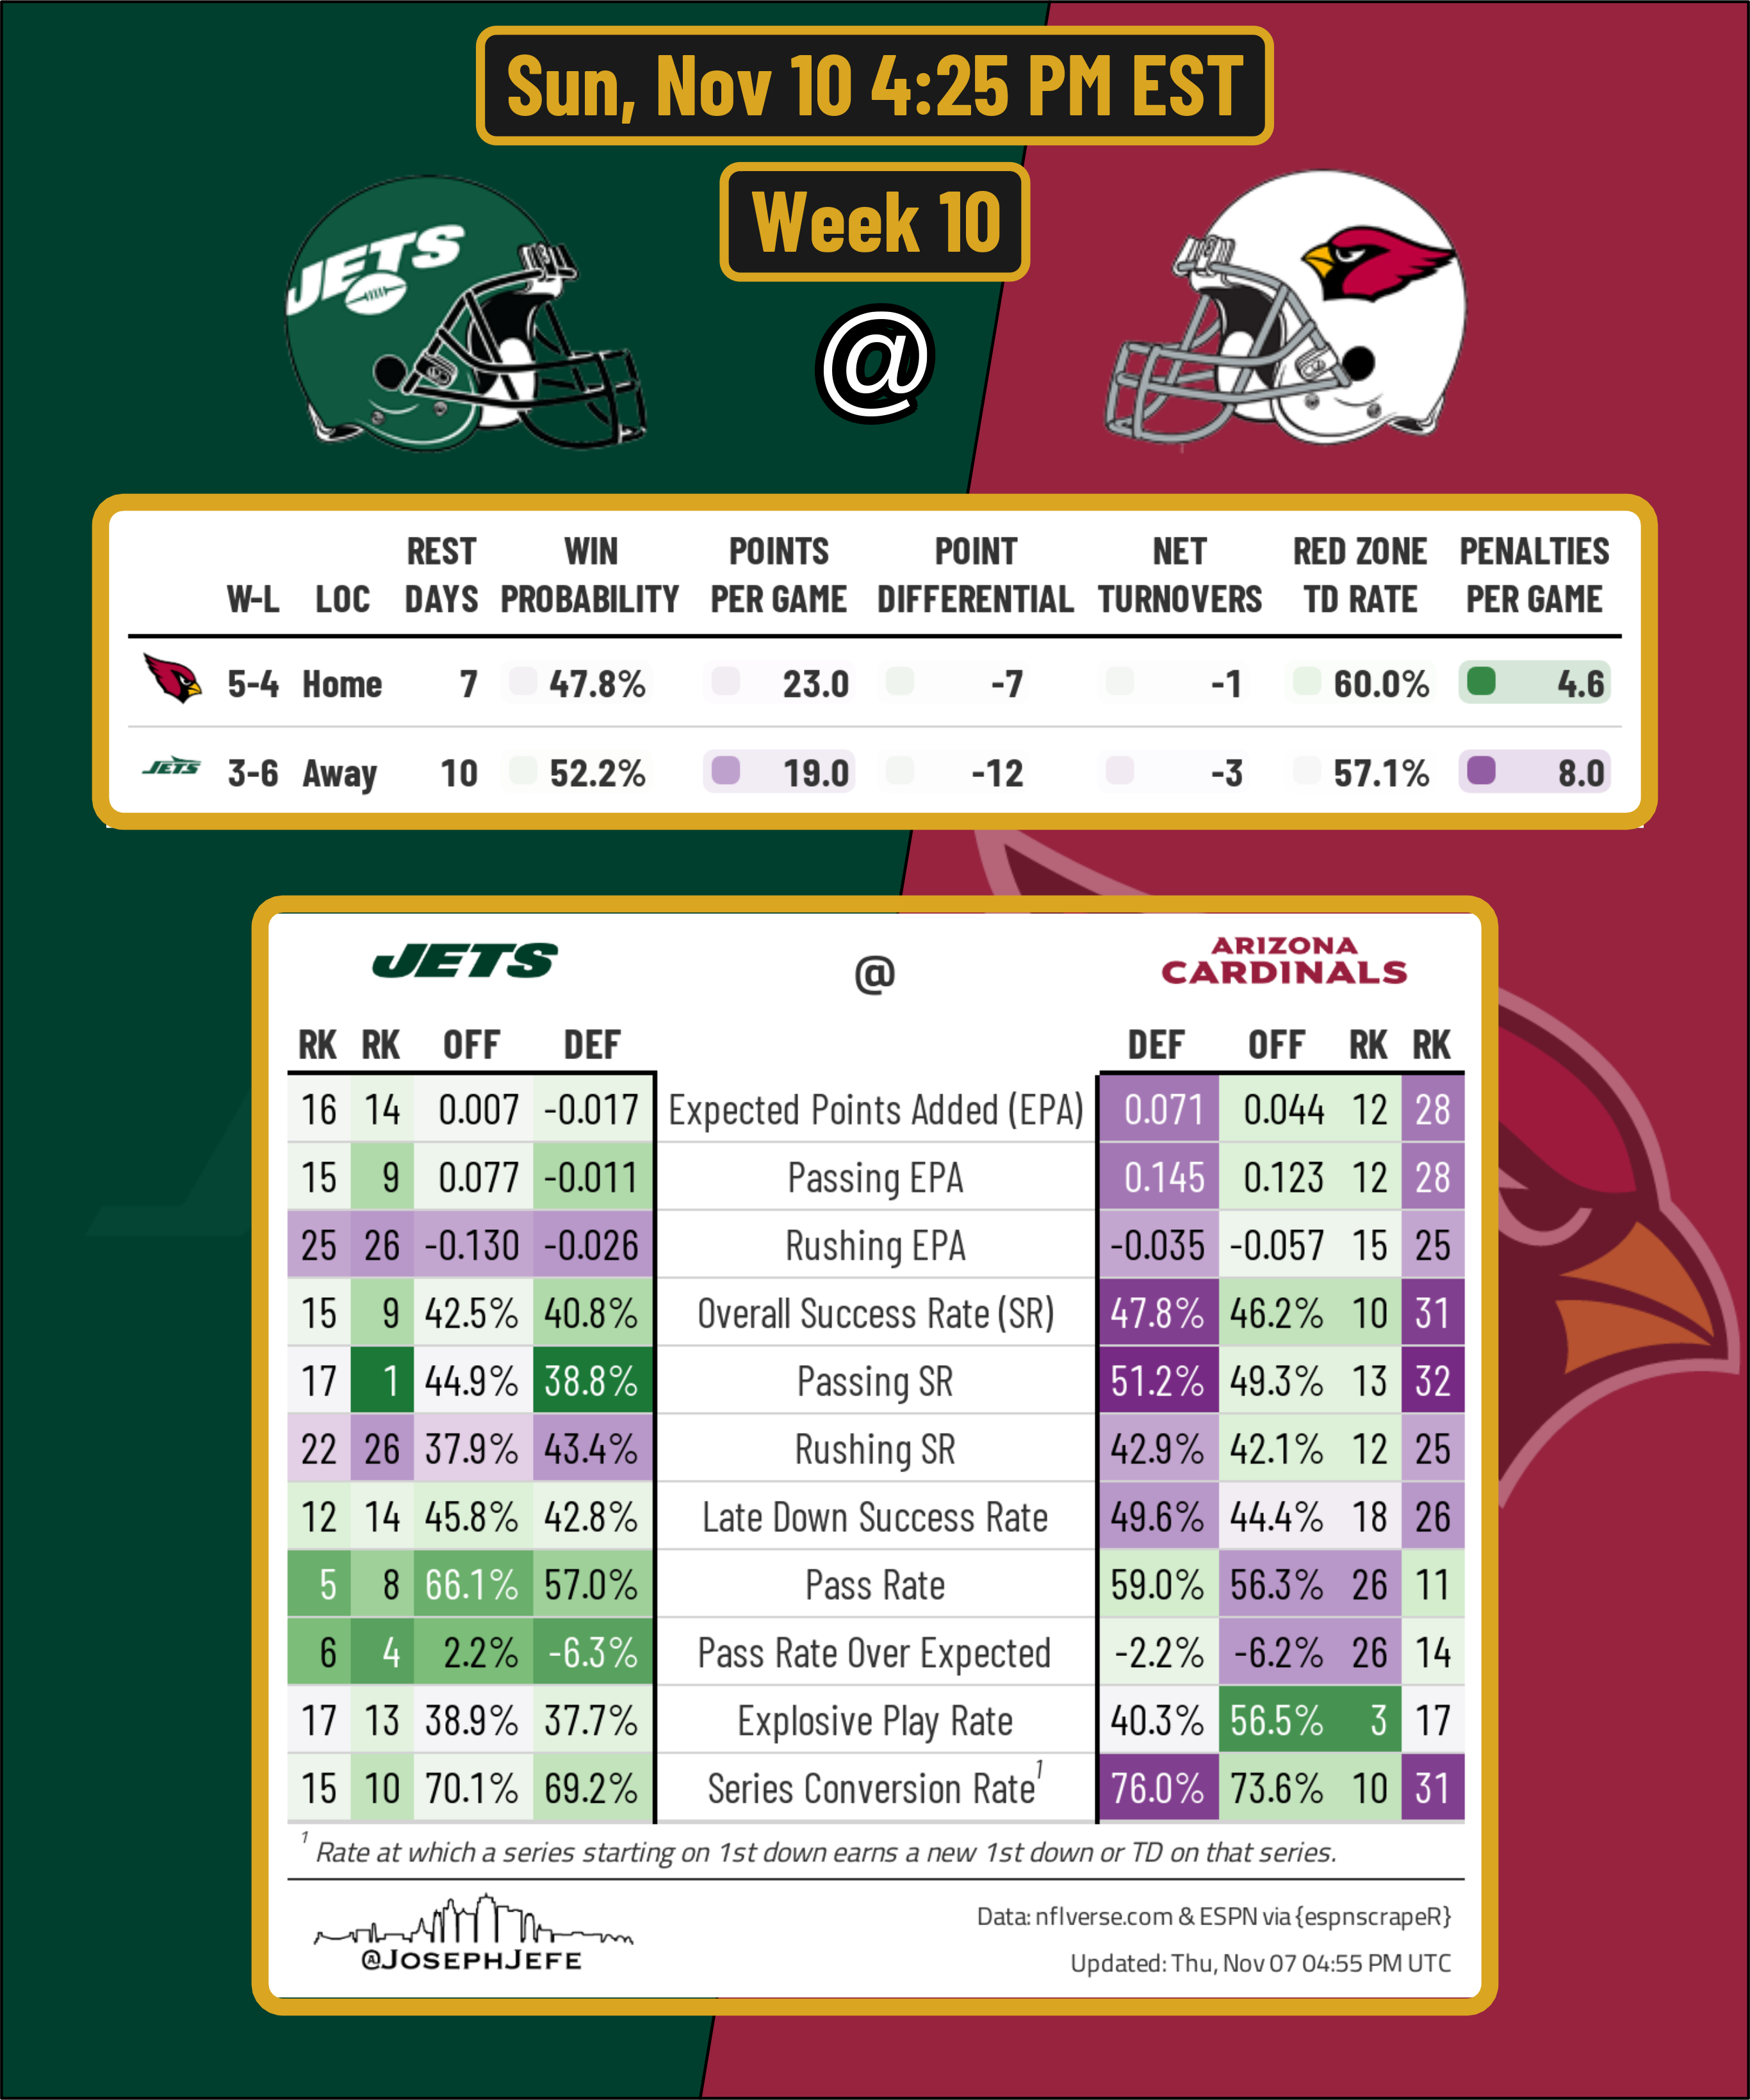 Sun, Nov 10 4:25 PM EST
Week 10
JETS
@
REST WIN POINTS POINT NET RED ZONE PENALTIES
W-L LOC DAYS PROBABILITY PER GAME DIFFERENTIAL TURNOVERS TD RATE PER GAME
5-4 Home 7 47.8% 23.0 -7 -1 60.0% 4.6
JETS 3-6 Away 10 52.2% 19.0 -12 -3 57.1% 8.0
JETS @ ARIZONA
CARDINALS
RK RK OFF DEF DEF OFF RK RK
16 14 0.007 -0.017 Expected Points Added (EPA) 0.071 0.044 12 28
15 9 0.077 -0.011 Passing EPA 0.145 0.123 12 28
25 26 -0.130 -0.026 Rushing EPA -0.035 -0.057 15 25
15 9 42.5% 40.8% Overall Success Rate (SR) 47.8% 46.2% 10 31
17 1 44.9% 38.8% Passing SR 51.2% 49.3% 13 32
22 26 37.9% 43.4% Rushing SR 42.9% 42.1% 12 25
12 14 45.8% 42.8% Late Down Success Rate 49.6% 44.4% 18 26
5 8 66.1% 57.0% Pass Rate 59.0% 56.3% 26 11
6 4 2.2% -6.3% Pass Rate Over Expected -2.2% -6.2% 26 14
17 13 38.9% 37.7% Explosive Play Rate 40.3% 56.5% 3 17
15 10 70.1% 69.2% Series Conversion Rate¹ 76.0% 73.6% 10 31
¹ Rate at which a series starting on 1st down earns a new 1st down or TD on that series.
@JOSEPHJEFE
Data: nflverse.com & ESPN via {espnscrapeR}
Updated: Thu, Nov 07 04:55 PM UTC